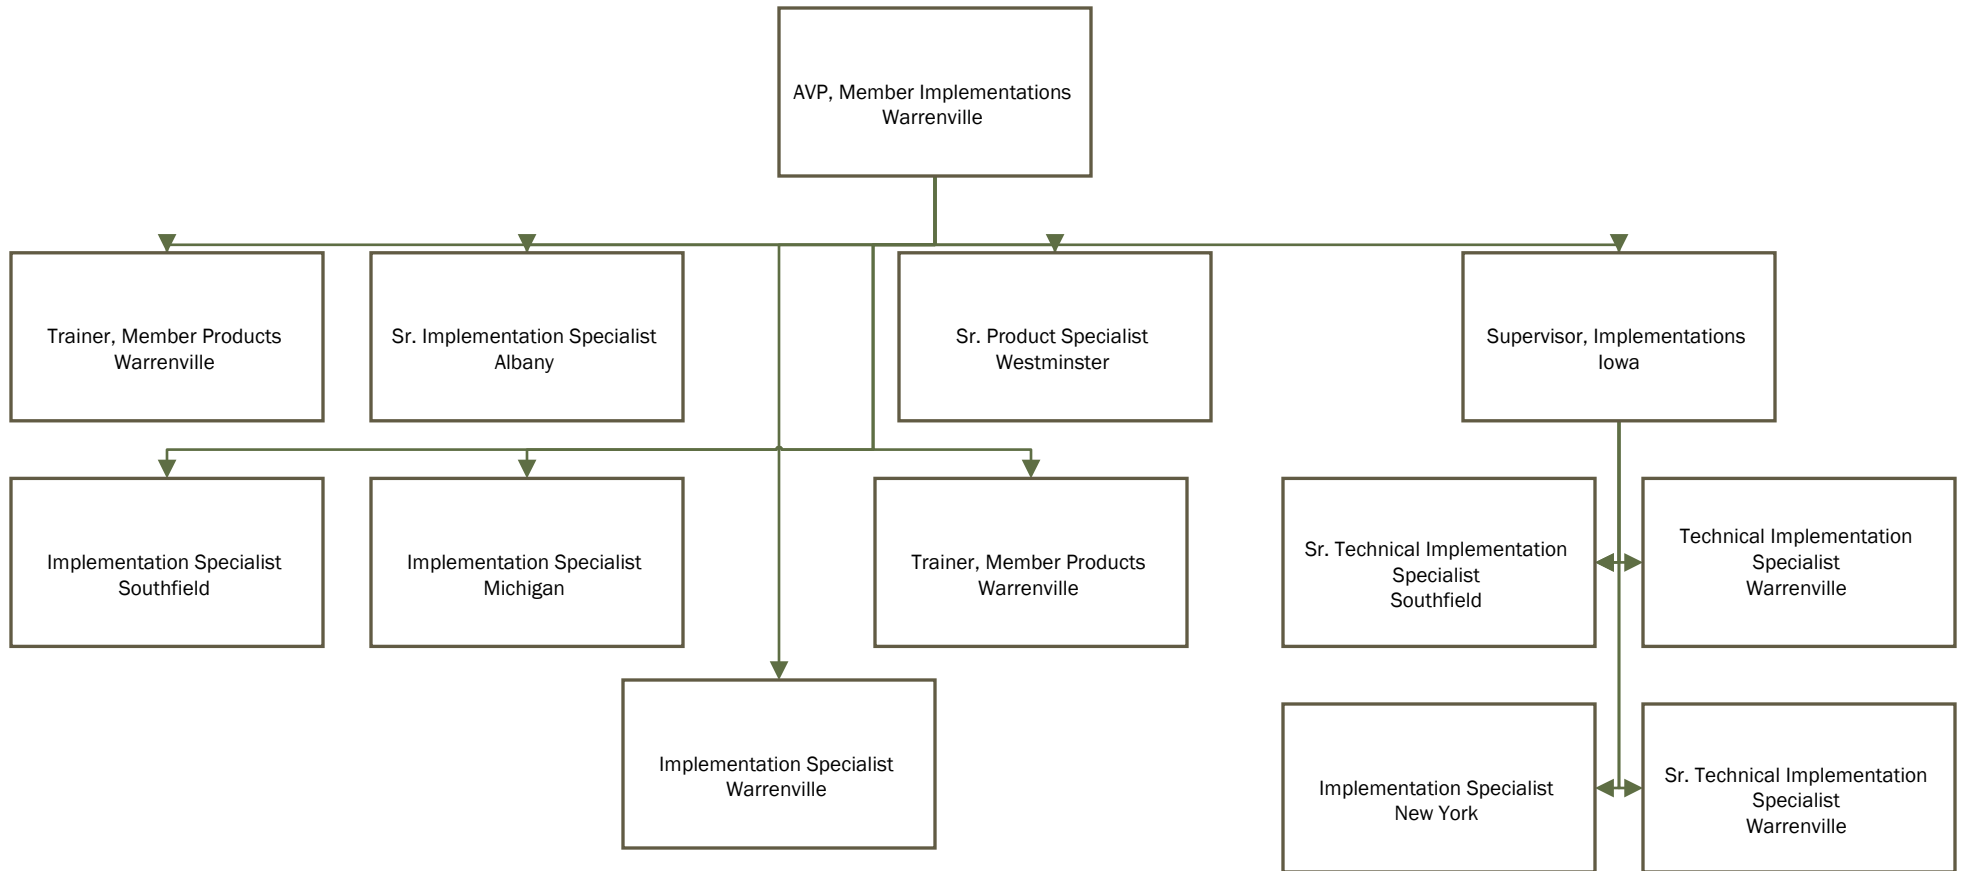 AVP, Member Implementations
Warrenville
Trainer, Member Products
Warrenville
Sr. Implementation Specialist
Albany
Sr. Product Specialist
Westminster
Supervisor, Implementations
Iowa
Implementation Specialist
Southfield
Implementation Specialist
Michigan
Trainer, Member Products
Warrenville
Sr. Technical Implementation
Specialist
Southfield
Technical Implementation
Specialist
Warrenville
Implementation Specialist
Warrenville
Implementation Specialist
New York
Sr. Technical Implementation
Specialist
Warrenville